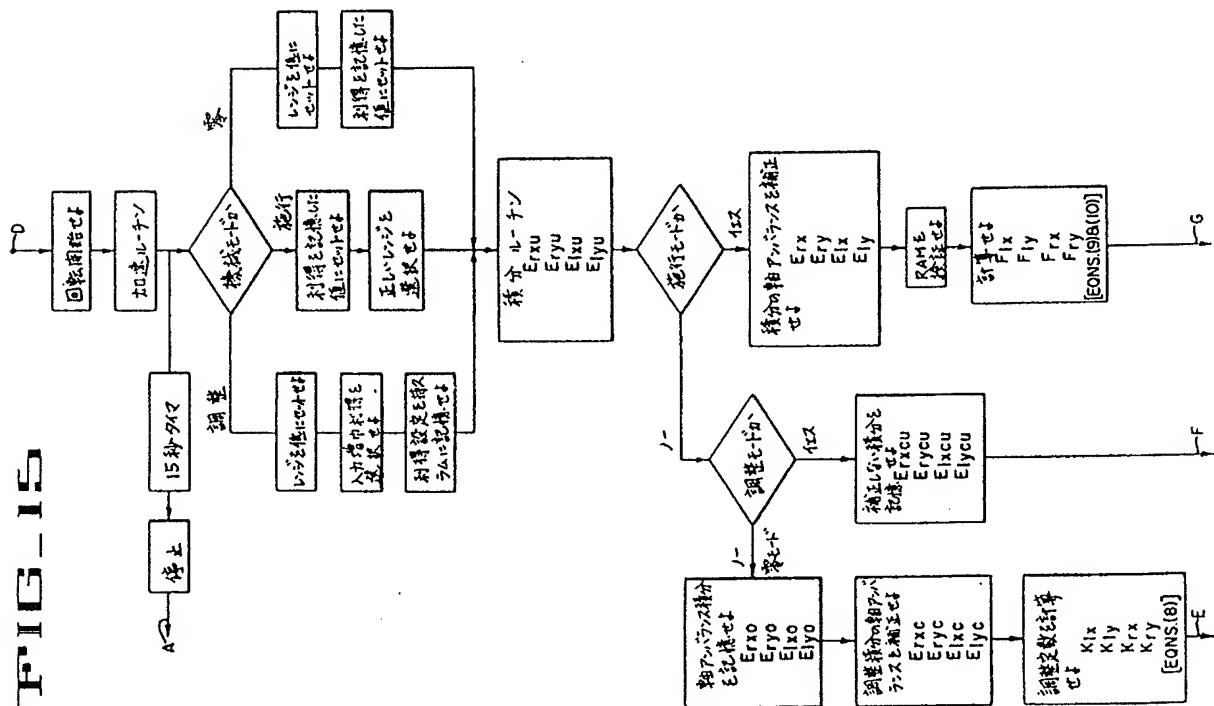 FIG_15
D
回転開始せよ
加速ルーチン
15秒タイマ
停止
A
構成モードか
調整
施行
零
レンジを値にセットせよ
入力指示利得を
選択せよ
利得設定を
ラムに記憶せよ
利得を記憶した
値にセットせよ
正しいレンジを
選択せよ
レンジを値に
セットせよ
利得を記憶した
値にセットせよ
積分ルーチン
Erxu
Eryu
Elxu
Elyu
施行モードか
ノー
イエス
積分の軸アンバランスを補正
せよ
Erx
Ery
Elx
Ely
RAMを
検証せよ
計算せよ
Flx
Fly
Frx
Fry
[EQNS.(9)&(10)]
G
調整モードか
イエス
補正しない積分を
記憶せよ
Erxcu
Erycu
Elxcu
Elycu
F
ノー
零モード
軸アンバランス積分
を記憶せよ
Erxo
Eryo
Elxo
Elyo
調整積分の軸アンバ
ランスを補正せよ
Erxc
Eryc
Elxc
Elyc
調整定数を計算
せよ
Klx
Kly
Krx
Kry
[EQNS.(8)]
E